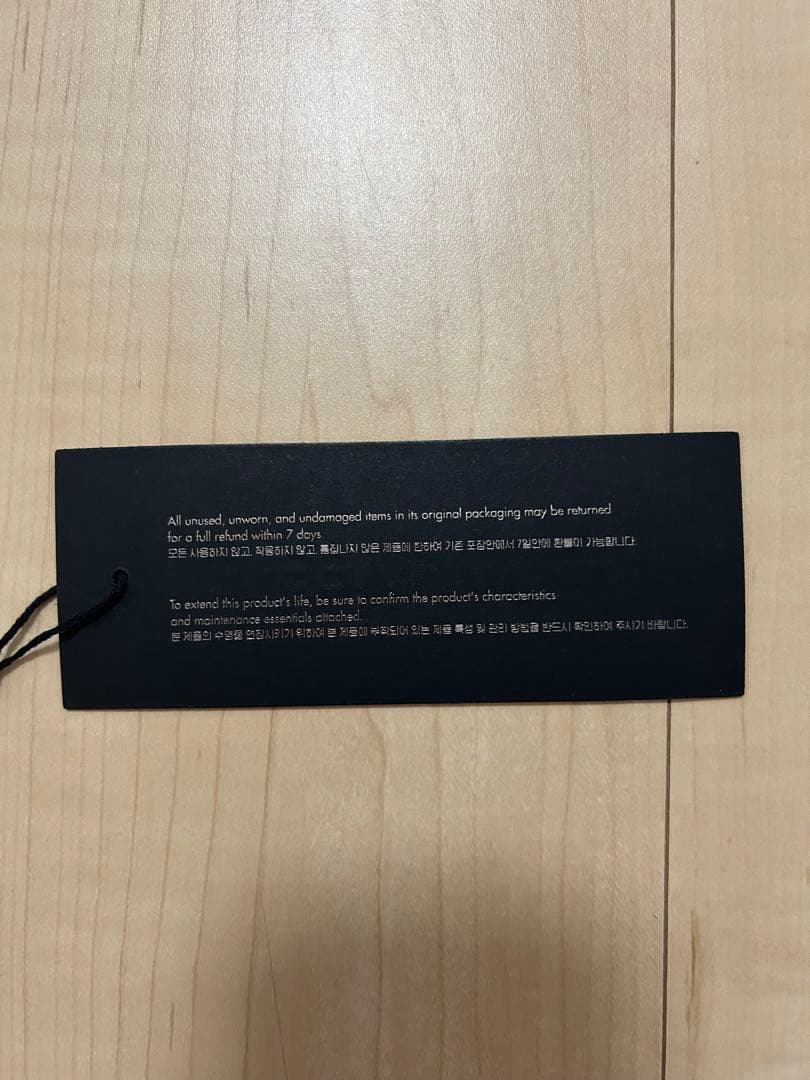 All unused, unworn, and undamaged items in its original packaging may be returned
for a full refund within 7 days.
모든 사용하지 않고, 착용하지 않고, 흠집나지 않은 제품에 한하여 기존 포장안에서 7일안에 환불이 가능합니다.
To extend this product's life, be sure to confirm the product's characteristics
and maintenance essentials attached.
본 제품의 수명을 연장시키기 위하여 본 제품에 부착되어 있는 제품 특성 및 관리 방법을 반드시 확인하여 주시기 바랍니다.